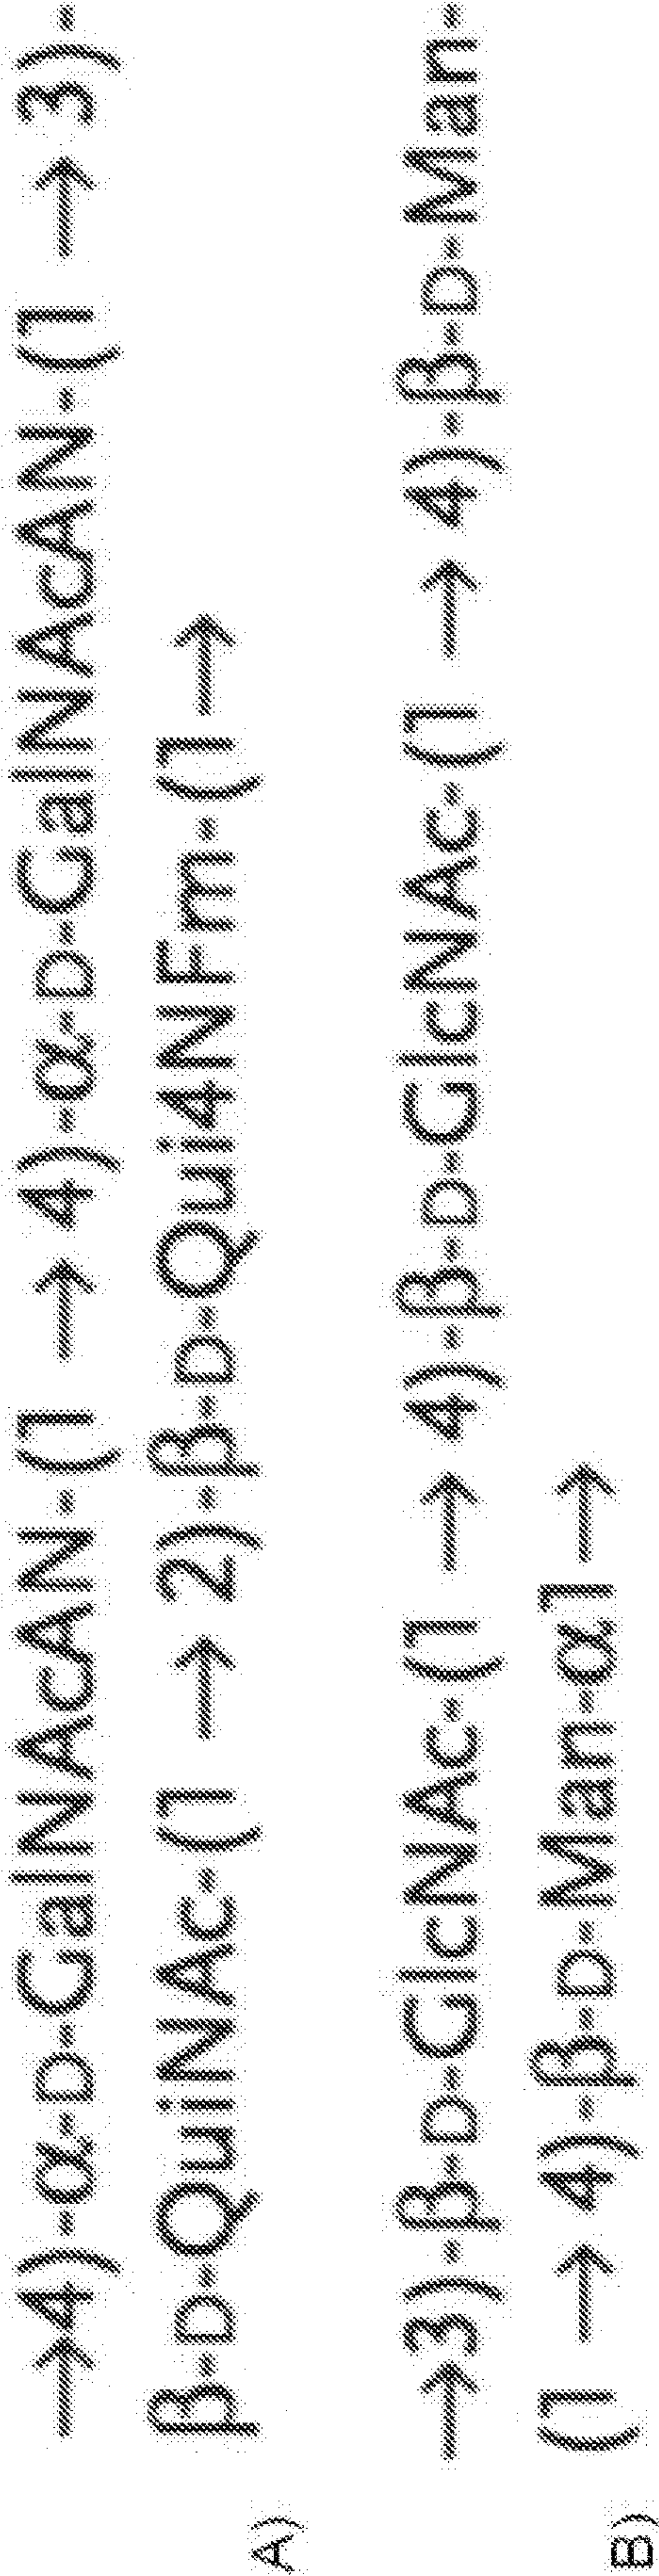 →4)-α-D-GalNAcAN-(1 → 4)-α-D-GalNAcAN-(1 → 3)-
β-D-QuiNAc-(1 → 2)-β-D-Qui4NFm-(1 →
A)
→3)-β-D-GlcNAc-(1 → 4)-β-D-GlcNAc-(1 → 4)-β-D-Man-
(1 → 4)-β-D-Man-α1 →
B)